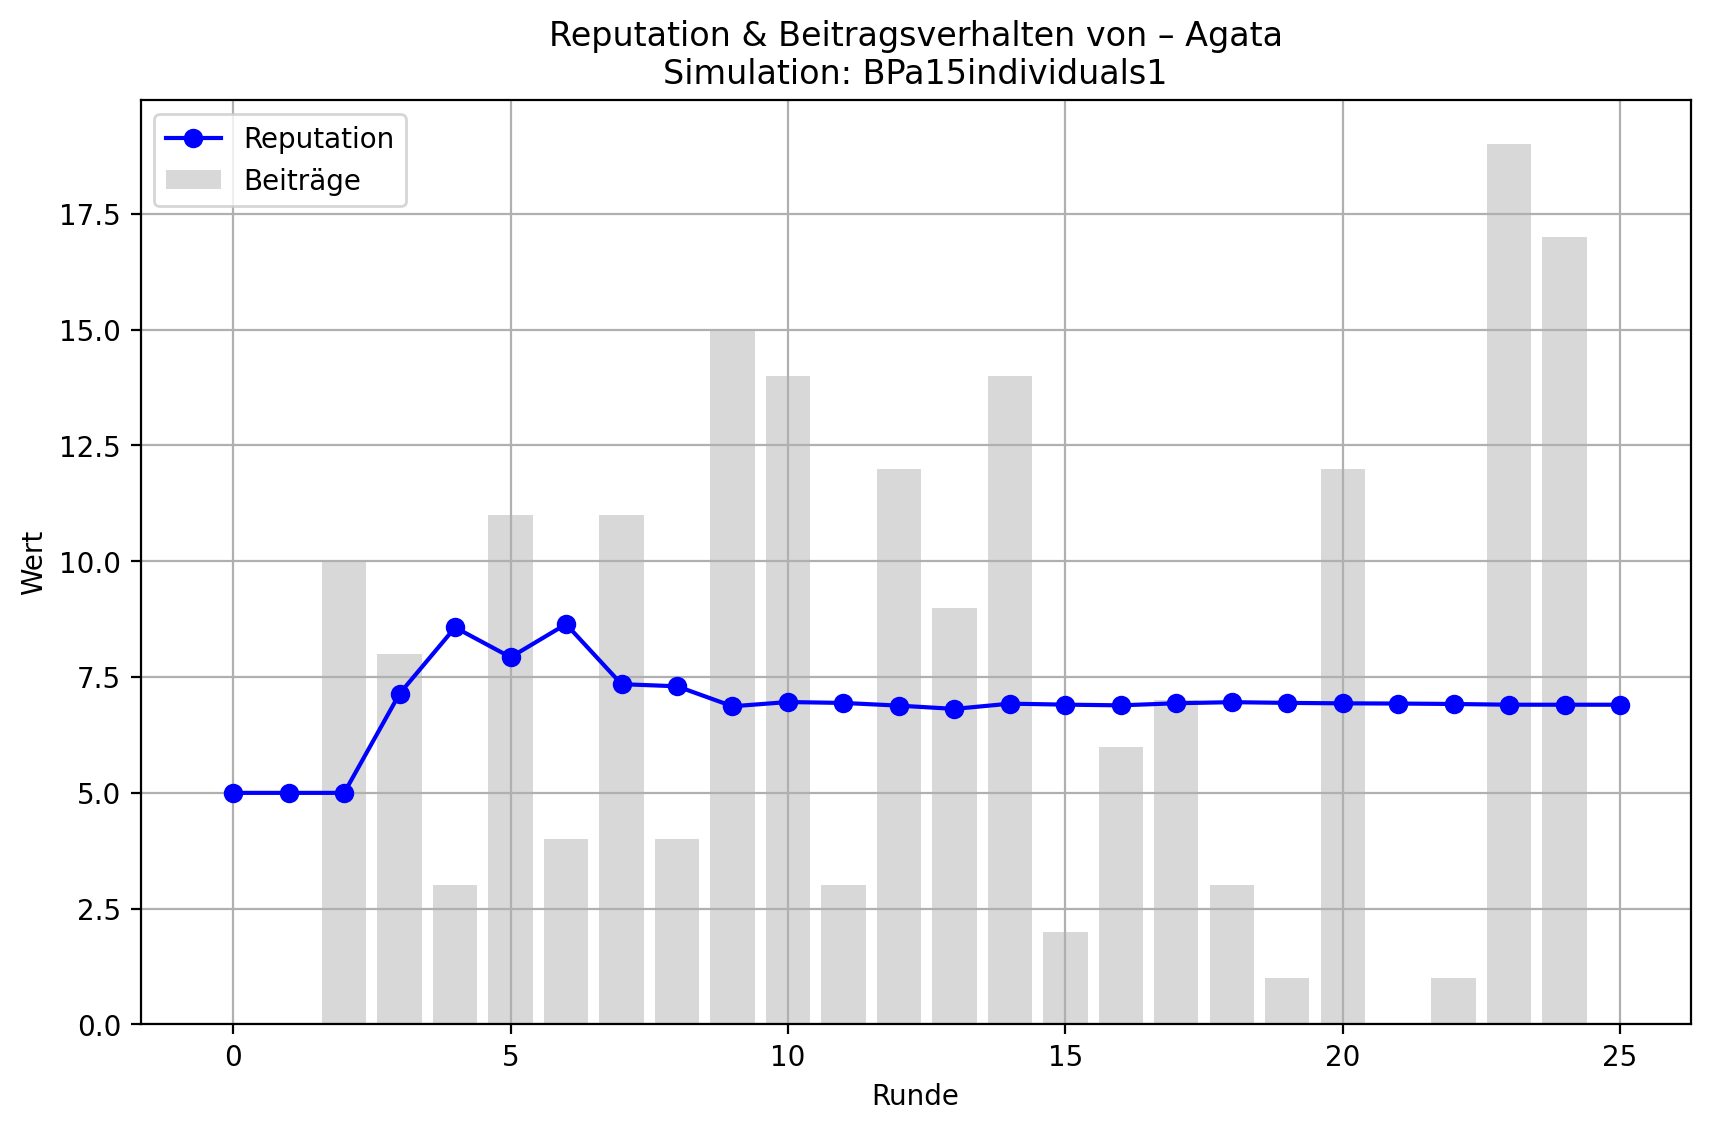 Reputation & Beitragsverhalten von – Agata
Simulation: BPa15individuals1
Reputation
Beiträge
17.5
15.0
12.5
10.0
7.5
5.0
2.5
0.0
Wert
0 5 10 15 20 25
Runde